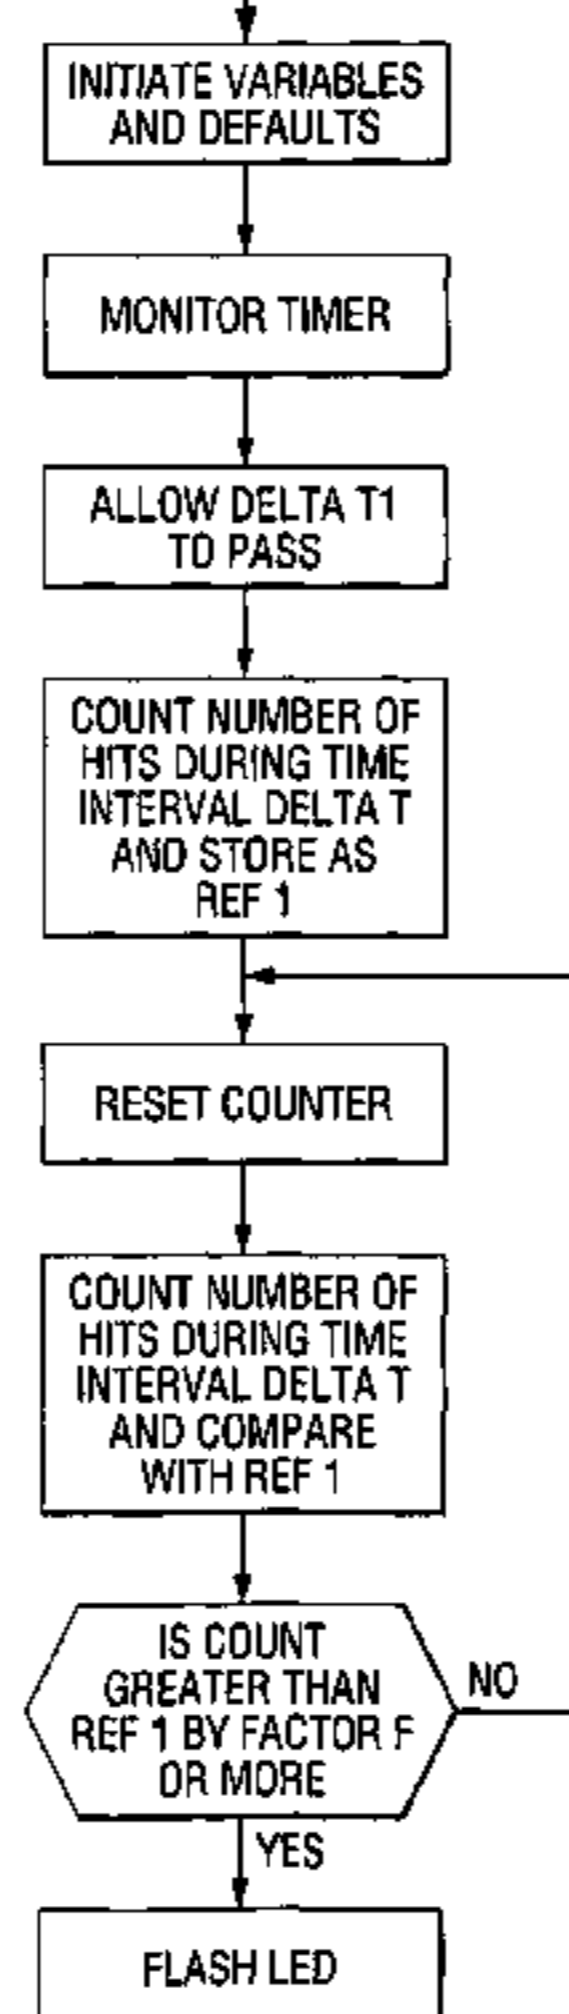 INITIATE VARIABLES
AND DEFAULTS
MONITOR TIMER
ALLOW DELTA T1
TO PASS
COUNT NUMBER OF
HITS DURING TIME
INTERVAL DELTA T
AND STORE AS
REF 1
RESET COUNTER
COUNT NUMBER OF
HITS DURING TIME
INTERVAL DELTA T
AND COMPARE
WITH REF 1
IS COUNT
GREATER THAN
REF 1 BY FACTOR F
OR MORE
NO
YES
FLASH LED